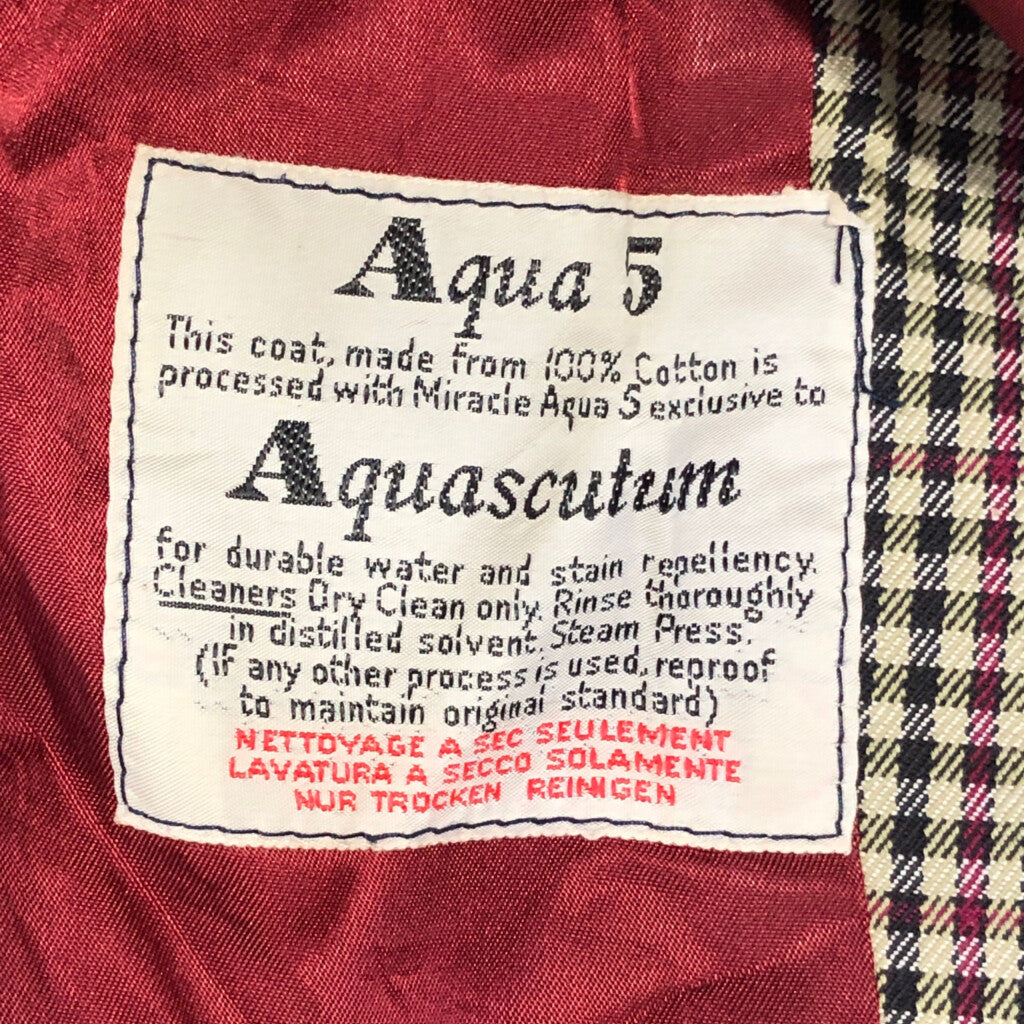 Aqua 5
This coat, made from 100% Cotton is
processed with Miracle Aqua 5 exclusive to
Aquascutum
for durable water and stain repellency.
Cleaners Dry Clean only. Rinse thoroughly
in distilled solvent. Steam Press.
(If any other process is used, reproof
to maintain original standard)
NETTOYAGE A SEC SEULEMENT
LAVATURA A SECCO SOLAMENTE
NUR TROCKEN REINIGEN